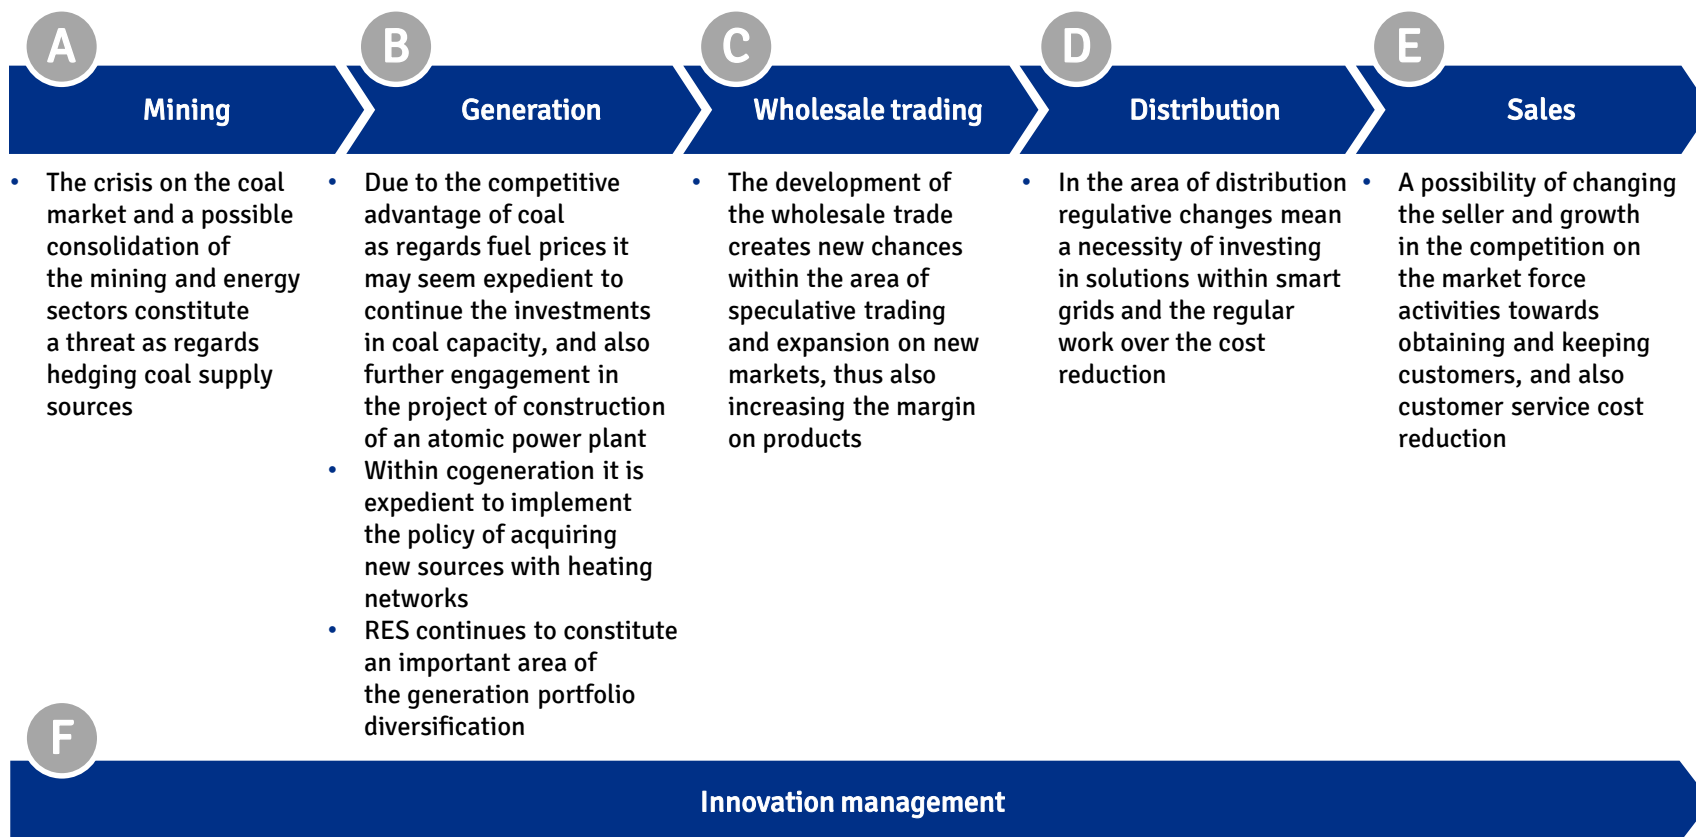 A
Mining
The crisis on the coal
market and a possible
consolidation of
the mining and energy
sectors constitute
a threat as regards
hedging coal supply
sources
B
Generation
Due to the competitive
advantage of coal
as regards fuel prices it
may seem expedient to
continue the investments
in coal capacity, and also
further engagement in
the project of construction
of an atomic power plant
Within cogeneration it is
expedient to implement
the policy of acquiring
new sources with heating
networks
RES continues to constitute
an important area of
the generation portfolio
diversification
C
Wholesale trading
The development of
the wholesale trade
creates new chances
within the area of
speculative trading
and expansion on new
markets, thus also
increasing the margin
on products
D
Distribution
In the area of distribution
regulative changes mean
a necessity of investing
in solutions within smart
grids and the regular
work over the cost
reduction
E
Sales
A possibility of changing
the seller and growth
in the competition on
the market force
activities towards
obtaining and keeping
customers, and also
customer service cost
reduction
F
Innovation management